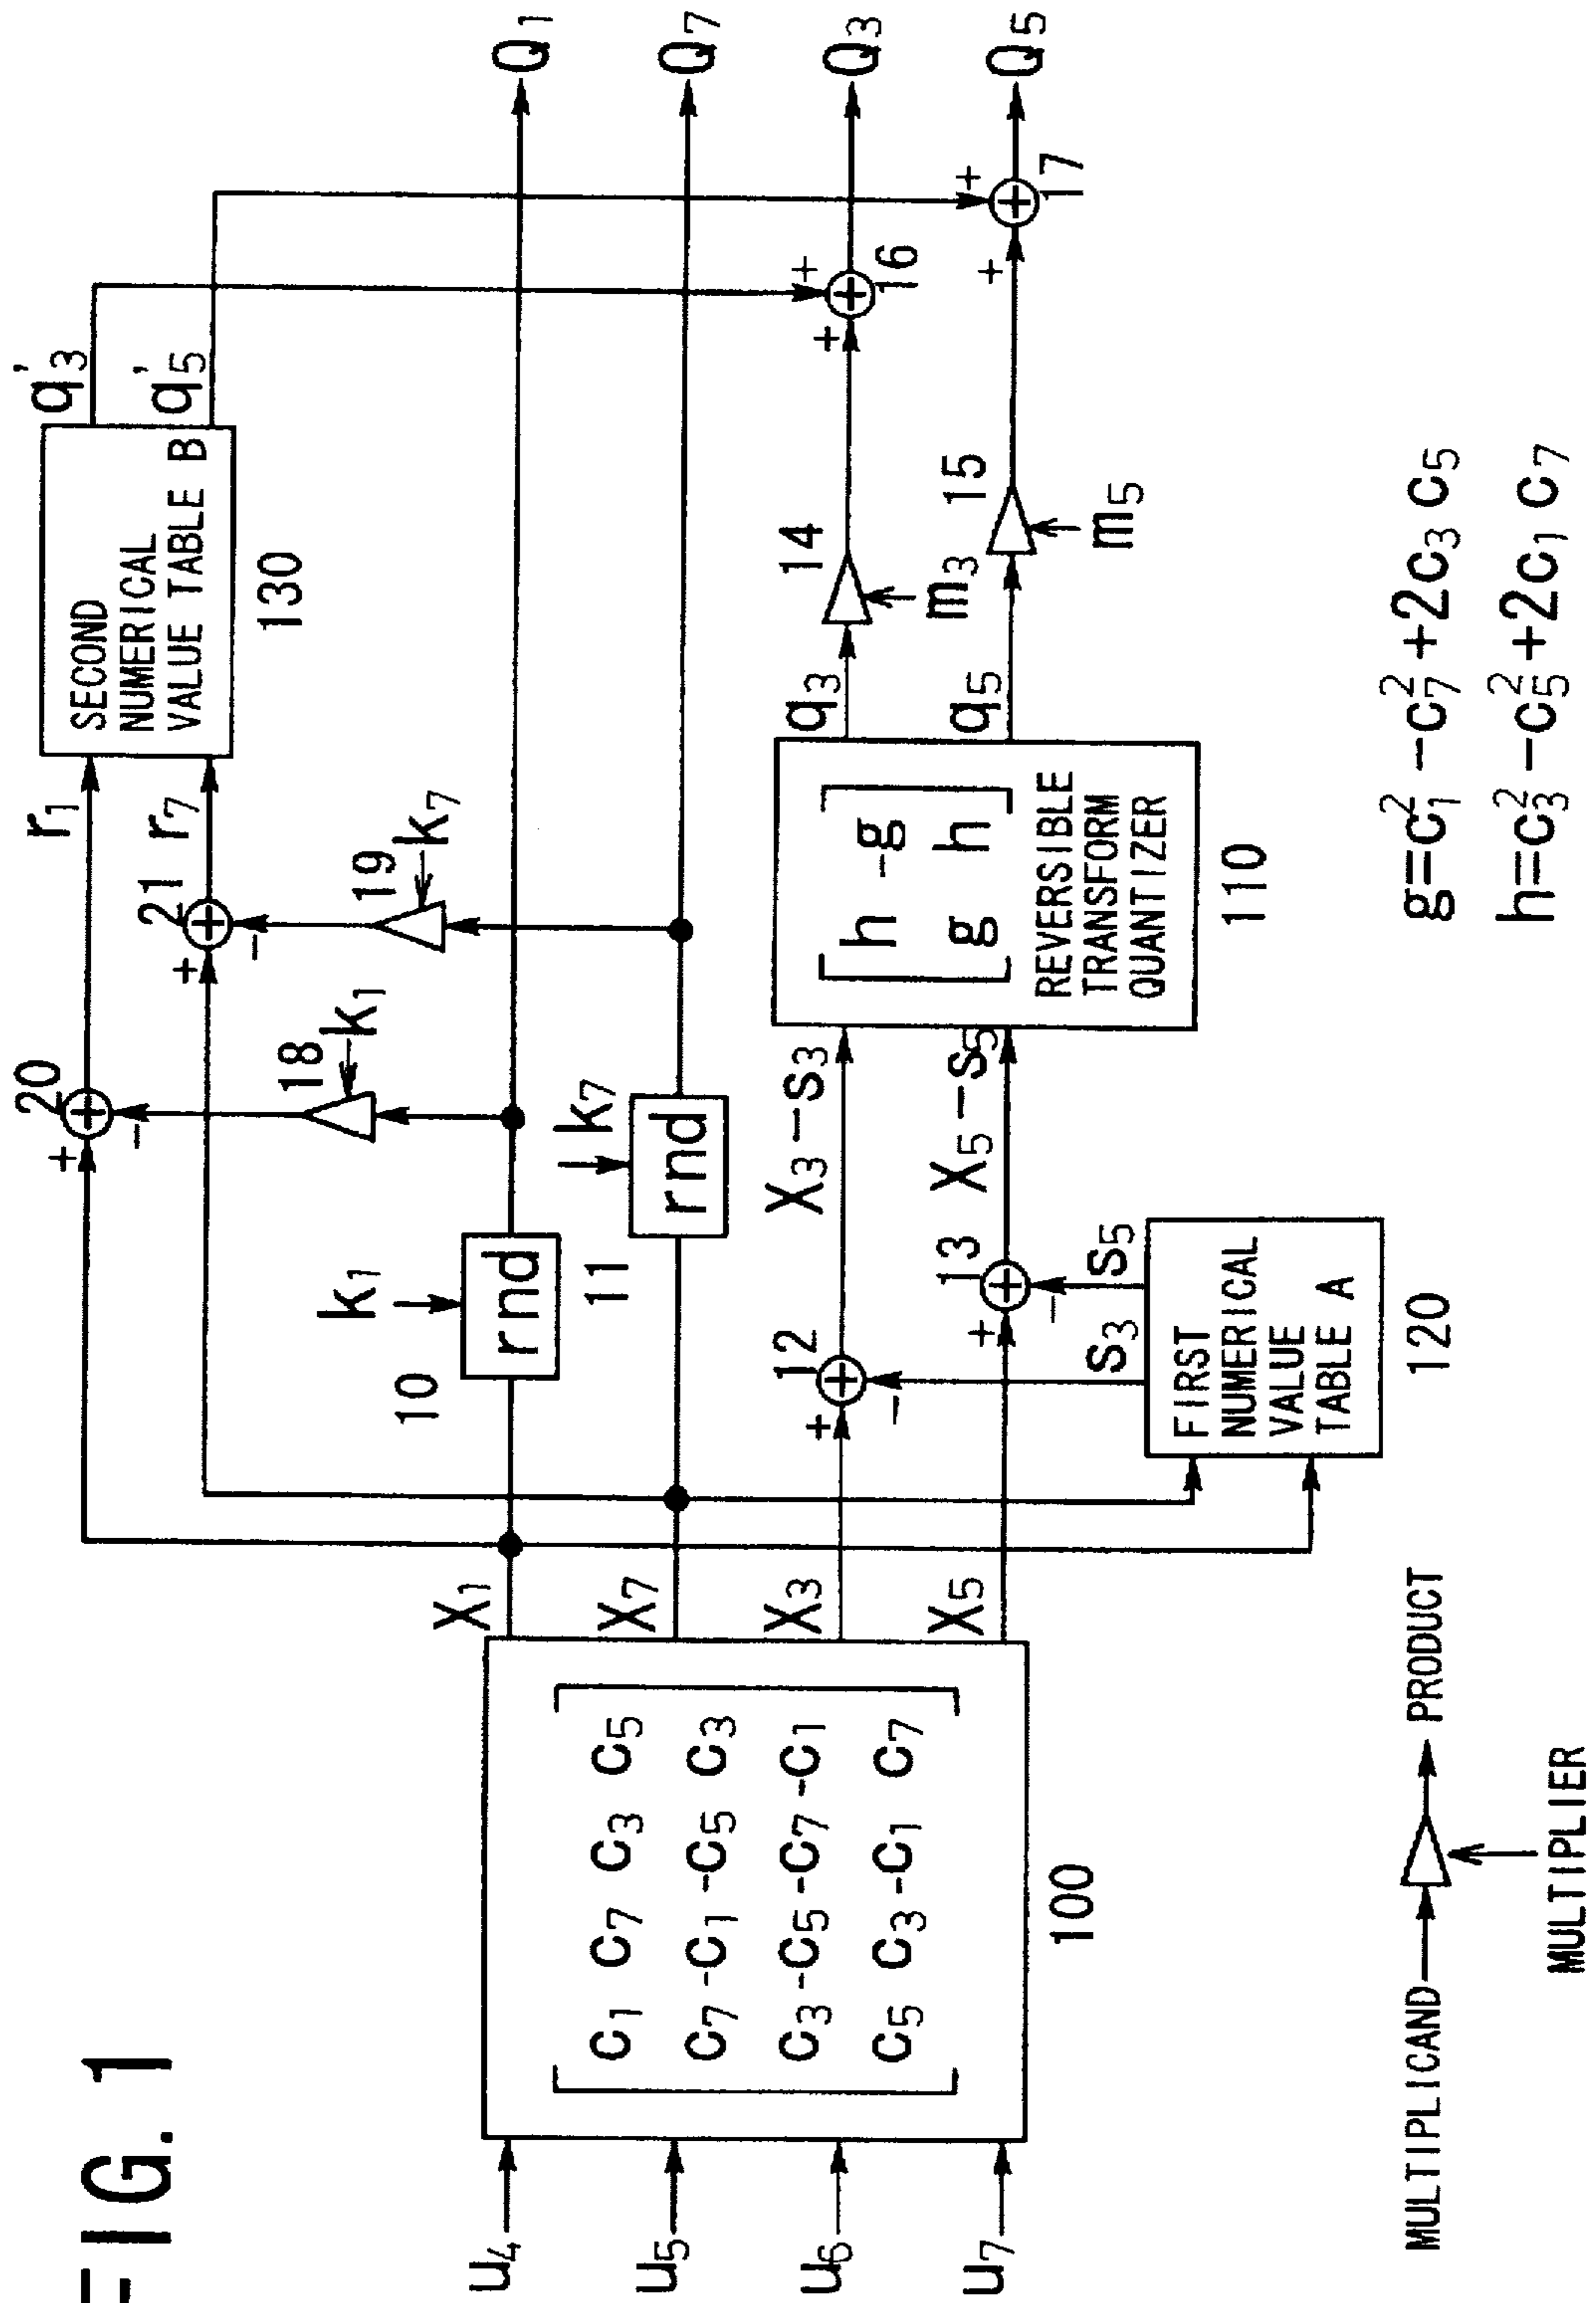 FIG. 1
u4
u5
u6
u7
c1 c7 c3 c5
c7 -c1 -c5 c3
c3 -c5 -c7 -c1
c5 c3 -c1 c7
100
X1
X7
X3
X5
k1
10 rnd
k7
11 rnd
20
+
-
18
k1
21
+
-
19
k7
r1
r7
SECOND
NUMERICAL
VALUE TABLE B
130
q'3
q'5
12
+
-
13
+
-
s3
s5
FIRST
NUMERICAL
VALUE
TABLE A
120
X3-s3
X5-s5
h -g
g h
REVERSIBLE
TRANSFORM
QUANTIZER
110
q3
q5
14
m3
15
m5
+
+
16
+
+
17
Q1
Q7
Q3
Q5
MULTIPLICAND
PRODUCT
MULTIPLIER
g=c1²-c7²+2c3 c5
h=c3²-c5²+2c1 c7